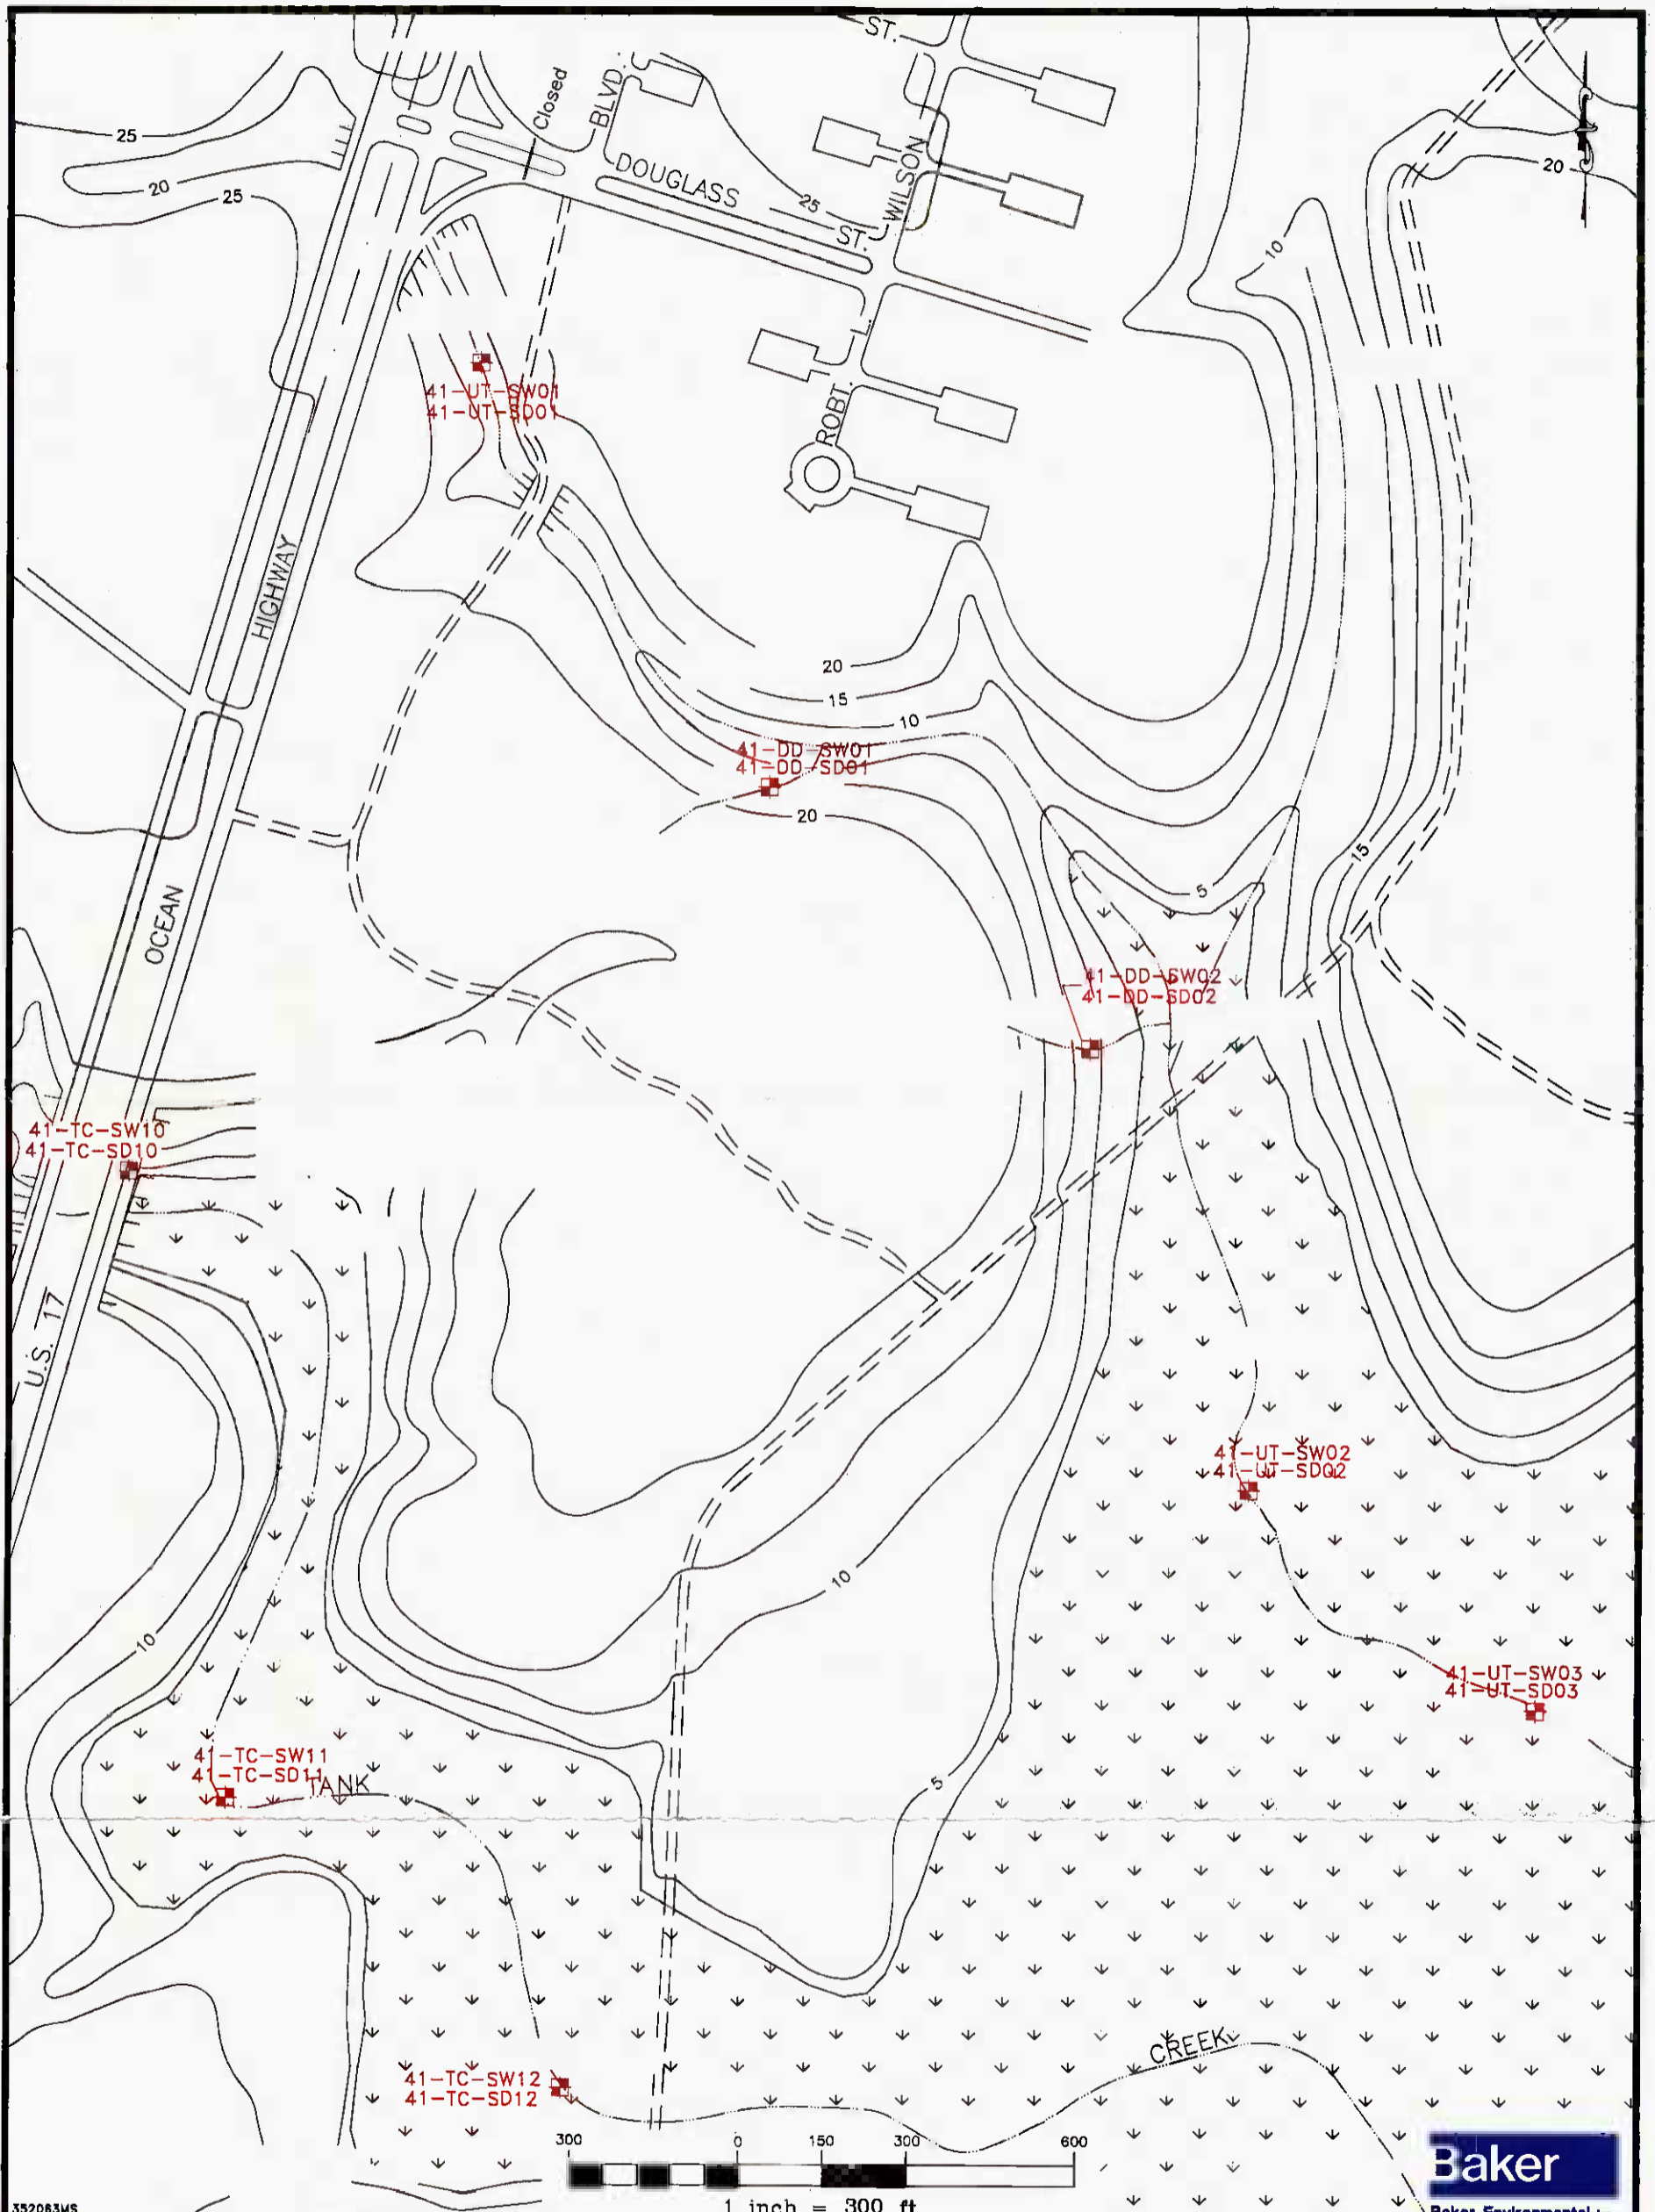 ST.
Closed
BLVD.
25
20
25
DOUGLASS
ST.
25
WILSON
20
10
41-UT-SW01
41-UT-SD01
L.
ROBT.
HIGHWAY
20
15
10
41-DD-SW01
41-DD-SD01
20
15
5
OCEAN
41-DD-SW02
41-DD-SD02
41-TC-SW10
41-TC-SD10
U.S. 17
41-UT-SW02
41-UT-SD02
10
10
41-UT-SW03
41-UT-SD03
41-TC-SW11
41-TC-SD11
TANK
5
CREEK
41-TC-SW12
41-TC-SD12
300 0 150 300 600
1 inch = 300 ft
Baker
352063MS